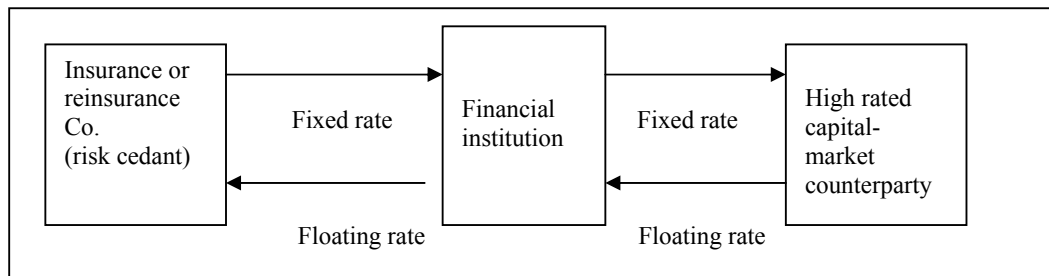 Insurance or
reinsurance
Co.
(risk cedant)
Fixed rate
Floating rate
Financial
institution
Fixed rate
Floating rate
High rated
capital-
market
counterparty